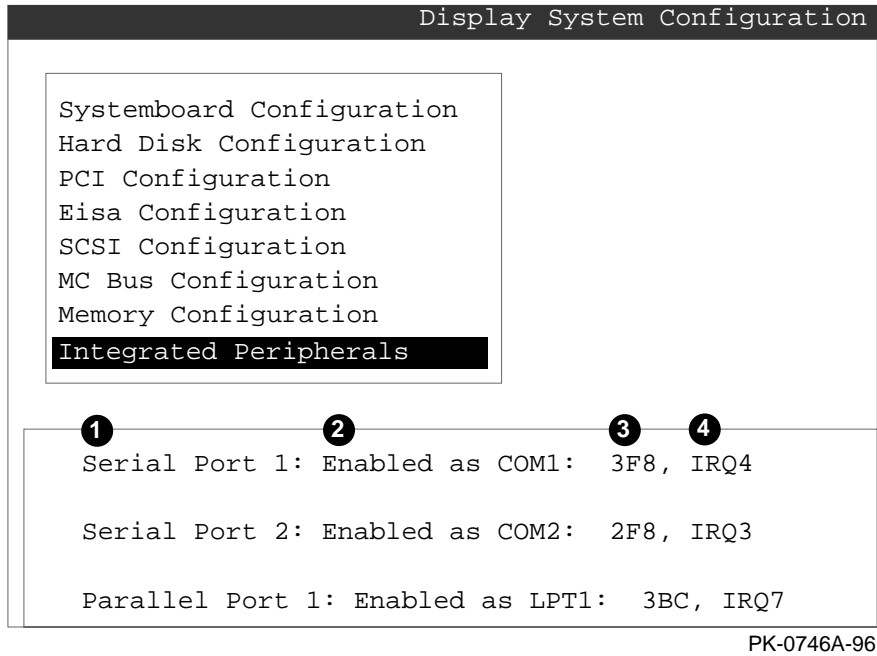 Display System Configuration
Systemboard Configuration
Hard Disk Configuration
PCI Configuration
Eisa Configuration
SCSI Configuration
MC Bus Configuration
Memory Configuration
Integrated Peripherals
1 2 3 4
Serial Port 1: Enabled as COM1: 3F8, IRQ4
Serial Port 2: Enabled as COM2: 2F8, IRQ3
Parallel Port 1: Enabled as LPT1: 3BC, IRQ7
PK-0746A-96